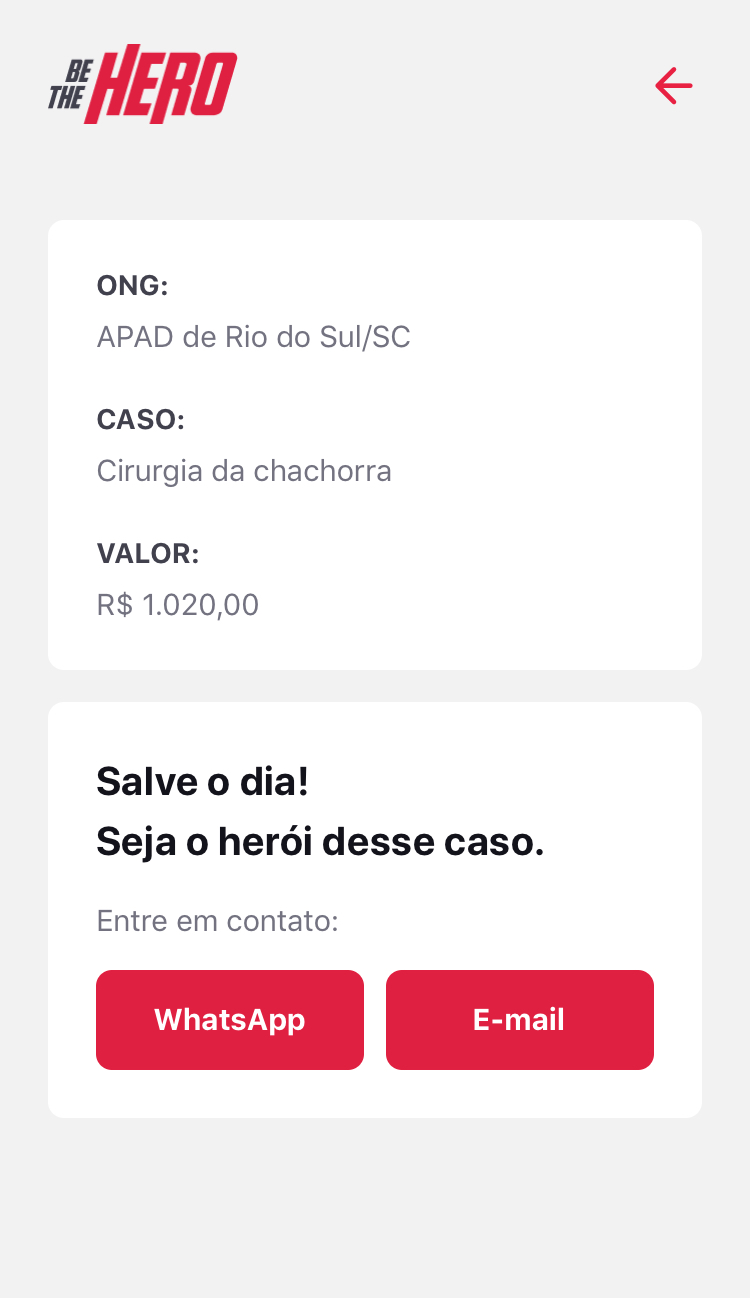 BE
THE HERO
ONG:
APAD de Rio do Sul/SC
CASO:
Cirurgia da chachorra
VALOR:
R$ 1.020,00
Salve o dia!
Seja o herói desse caso.
Entre em contato:
WhatsApp E-mail